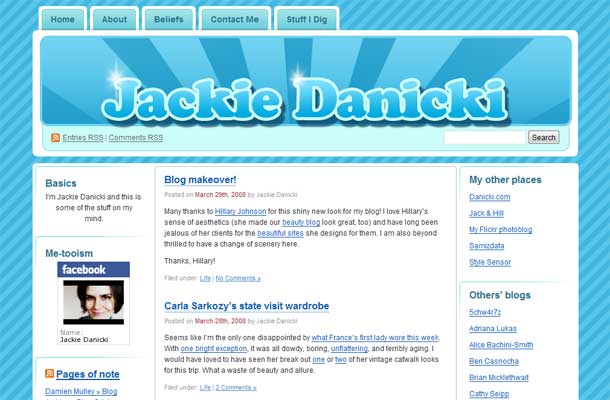 Home
About
Beliefs
Contact Me
Stuff I Dig
Jackie Danicki
Entries RSS | Comments RSS
Search
Basics
I'm Jackie Danicki and this is
some of the stuff on my
mind.
Me-tooism
facebook
Name:
Jackie Danicki
Pages of note
Damien Mulley » Blog
Blog makeover!
Posted on March 29th, 2008 by Jackie Danicki
Many thanks to Hillary Johnson for this shiny new look for my blog! I love Hillary's
sense of aesthetics (she made our beauty blog look great, too) and have long been
jealous of her clients for the beautiful sites she designs for them. I am also beyond
thrilled to have a change of scenery here.
Thanks, Hillary!
Filed under: Life | No Comments »
Carla Sarkozy's state visit wardrobe
Posted on March 28th, 2008 by Jackie Danicki
Seems like I'm the only one disappointed by what France's first lady wore this week.
With one bright exception, it was all dowdy, boring, unflattering, and terribly aging. I
would have loved to have seen her break out one or two of her vintage catwalk looks
for this trip. What a waste of beauty and allure.
Filed under: Life | 2 Comments »
My other places
Danicki.com
Jack & Hill
My Flickr photoblog
Samizdata
Style Sensor
Others' blogs
5chw4r7z
Adriana Lukas
Alice Bachini-Smith
Ben Casnocha
Brian Micklethwait
Cathy Seipp